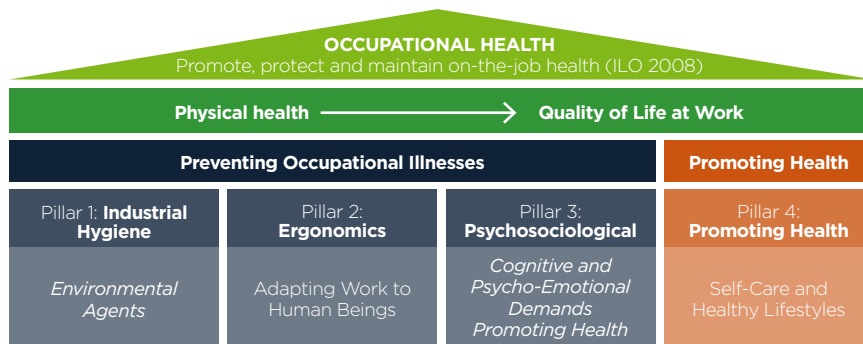 OCCUPATIONAL HEALTH
Promote, protect and maintain on-the-job health (ILO 2008)
Physical health
Quality of Life at Work
Preventing Occupational Illnesses
Promoting Health
Pillar 1: Industrial
Hygiene
Environmental
Agents
Pillar 2:
Ergonomics
Adapting Work to
Human Beings
Pillar 3:
Psychosociological
Cognitive and
Psycho-Emotional
Demands
Promoting Health
Pillar 4:
Promoting Health
Self-Care and
Healthy Lifestyles